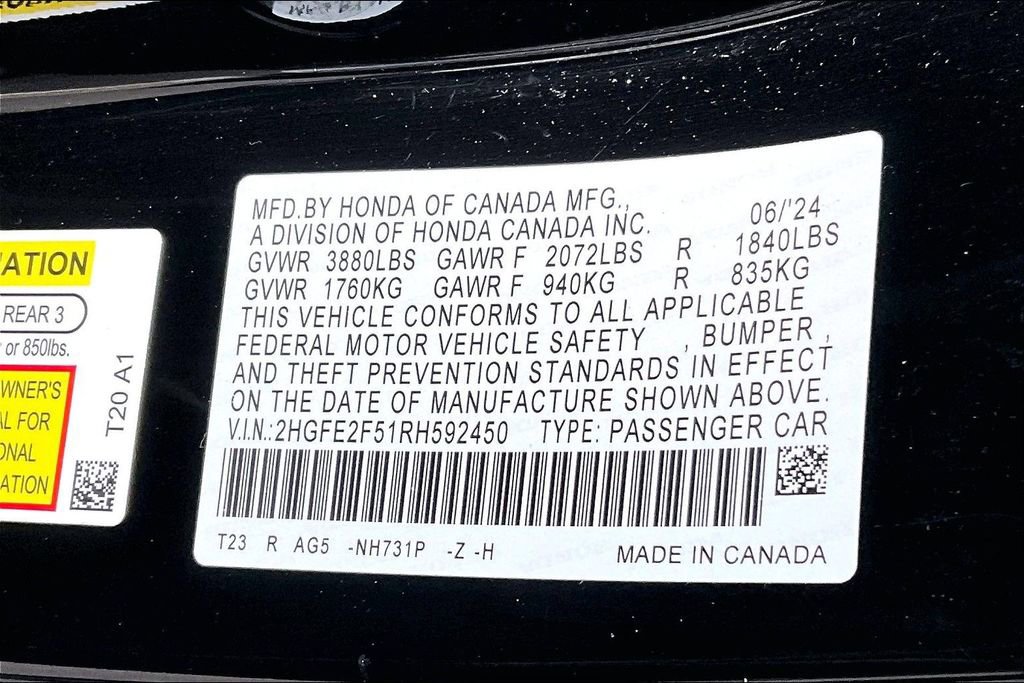 MFD.BY HONDA OF CANADA MFG.,
A DIVISION OF HONDA CANADA INC. 06/'24
GVWR 3880LBS GAWR F 2072LBS R 1840LBS
GVWR 1760KG GAWR F 940KG R 835KG
THIS VEHICLE CONFORMS TO ALL APPLICABLE
FEDERAL MOTOR VEHICLE SAFETY , BUMPER ,
AND THEFT PREVENTION STANDARDS IN EFFECT
ON THE DATE OF MANUFACTURE SHOWN ABOVE.
V.I.N.:2HGFE2F51RH592450 TYPE: PASSENGER CAR
T23 R AG5 -NH731P -Z -H
MADE IN CANADA
ATION
REAR 3
or 850lbs.
WNER'S
AL FOR
ONAL
ATION
T20 A1